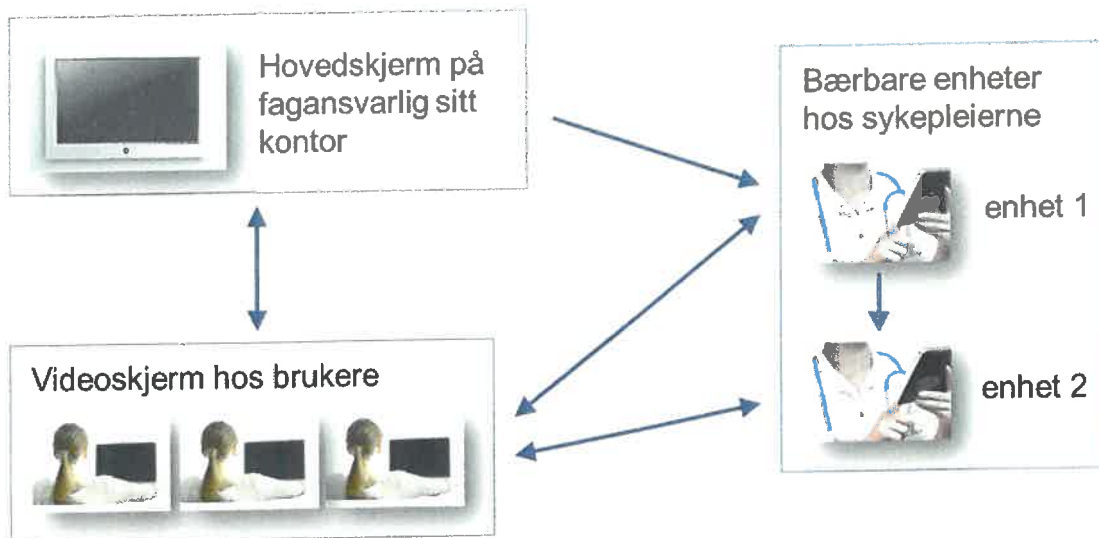 Hovedskjerm på
fagansvarlig sitt
kontor
Bærbare enheter
hos sykepleierne
enhet 1
enhet 2
Videoskjerm hos brukere